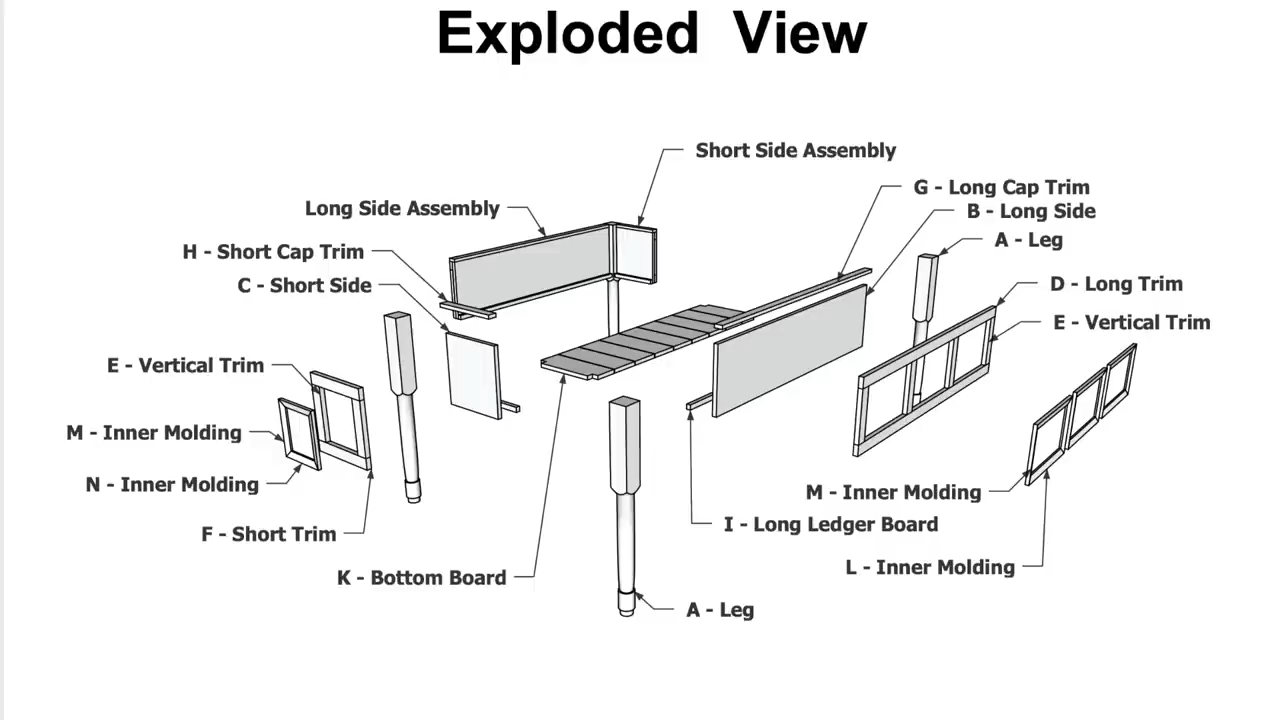 Exploded View
Short Side Assembly
G - Long Cap Trim
Long Side Assembly
B - Long Side
A - Leg
H - Short Cap Trim
C - Short Side
D - Long Trim
E - Vertical Trim
E - Vertical Trim
M - Inner Molding
N - Inner Molding
M - Inner Molding
I - Long Ledger Board
F - Short Trim
L - Inner Molding
K - Bottom Board
A - Leg